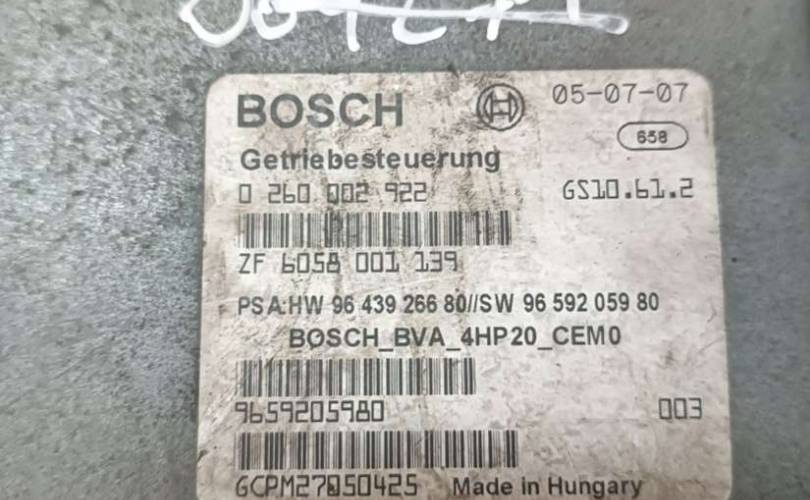 BOSCH
05-07-07
658
Getriebesteuerung
0 260 002 922
GS10.61.2
ZF 6058 001 139
PSA:HW 96 439 266 80//SW 96 592 059 80
BOSCH_BVA_4HP20_CEM0
9659205980
003
GCPM27050425
Made in Hungary